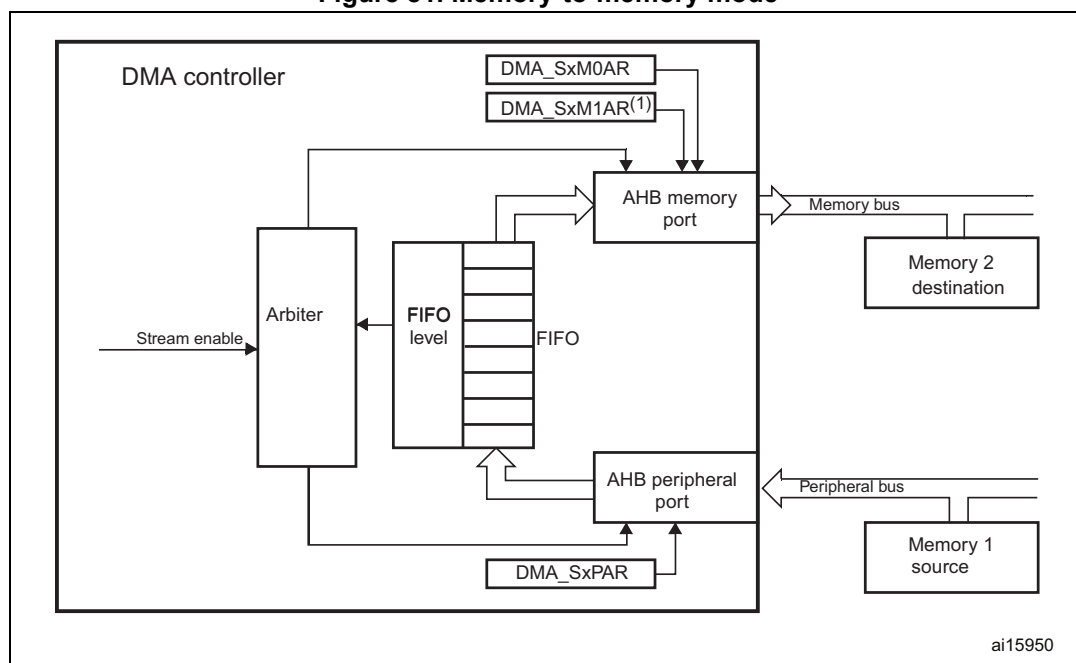 Figure Memory-to-memory mode
DMA controller
DMA_SxM0AR
DMA_SxM1AR(1)
AHB memory
port
Memory bus
Memory 2
destination
Arbiter
FIFO
level
FIFO
Stream enable
AHB peripheral
port
Peripheral bus
Memory 1
source
DMA_SxPAR
ai15950